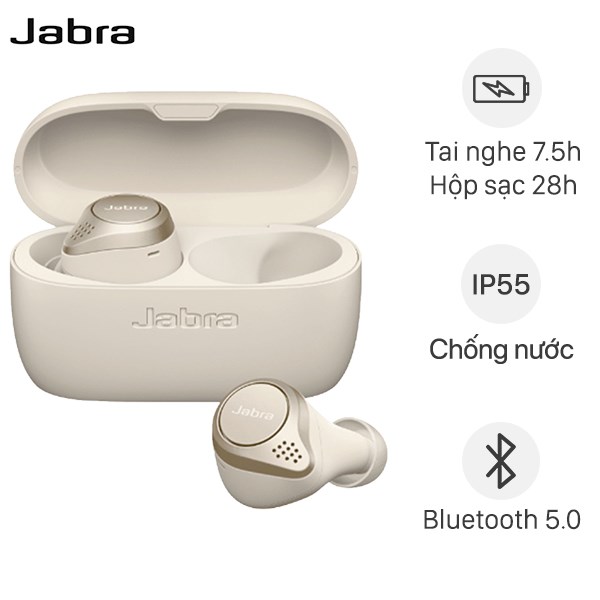 Jabra
Jabra
Jabra
Jabra
Tai nghe 7.5h
Hộp sạc 28h
IP55
Chống nước
Bluetooth 5.0